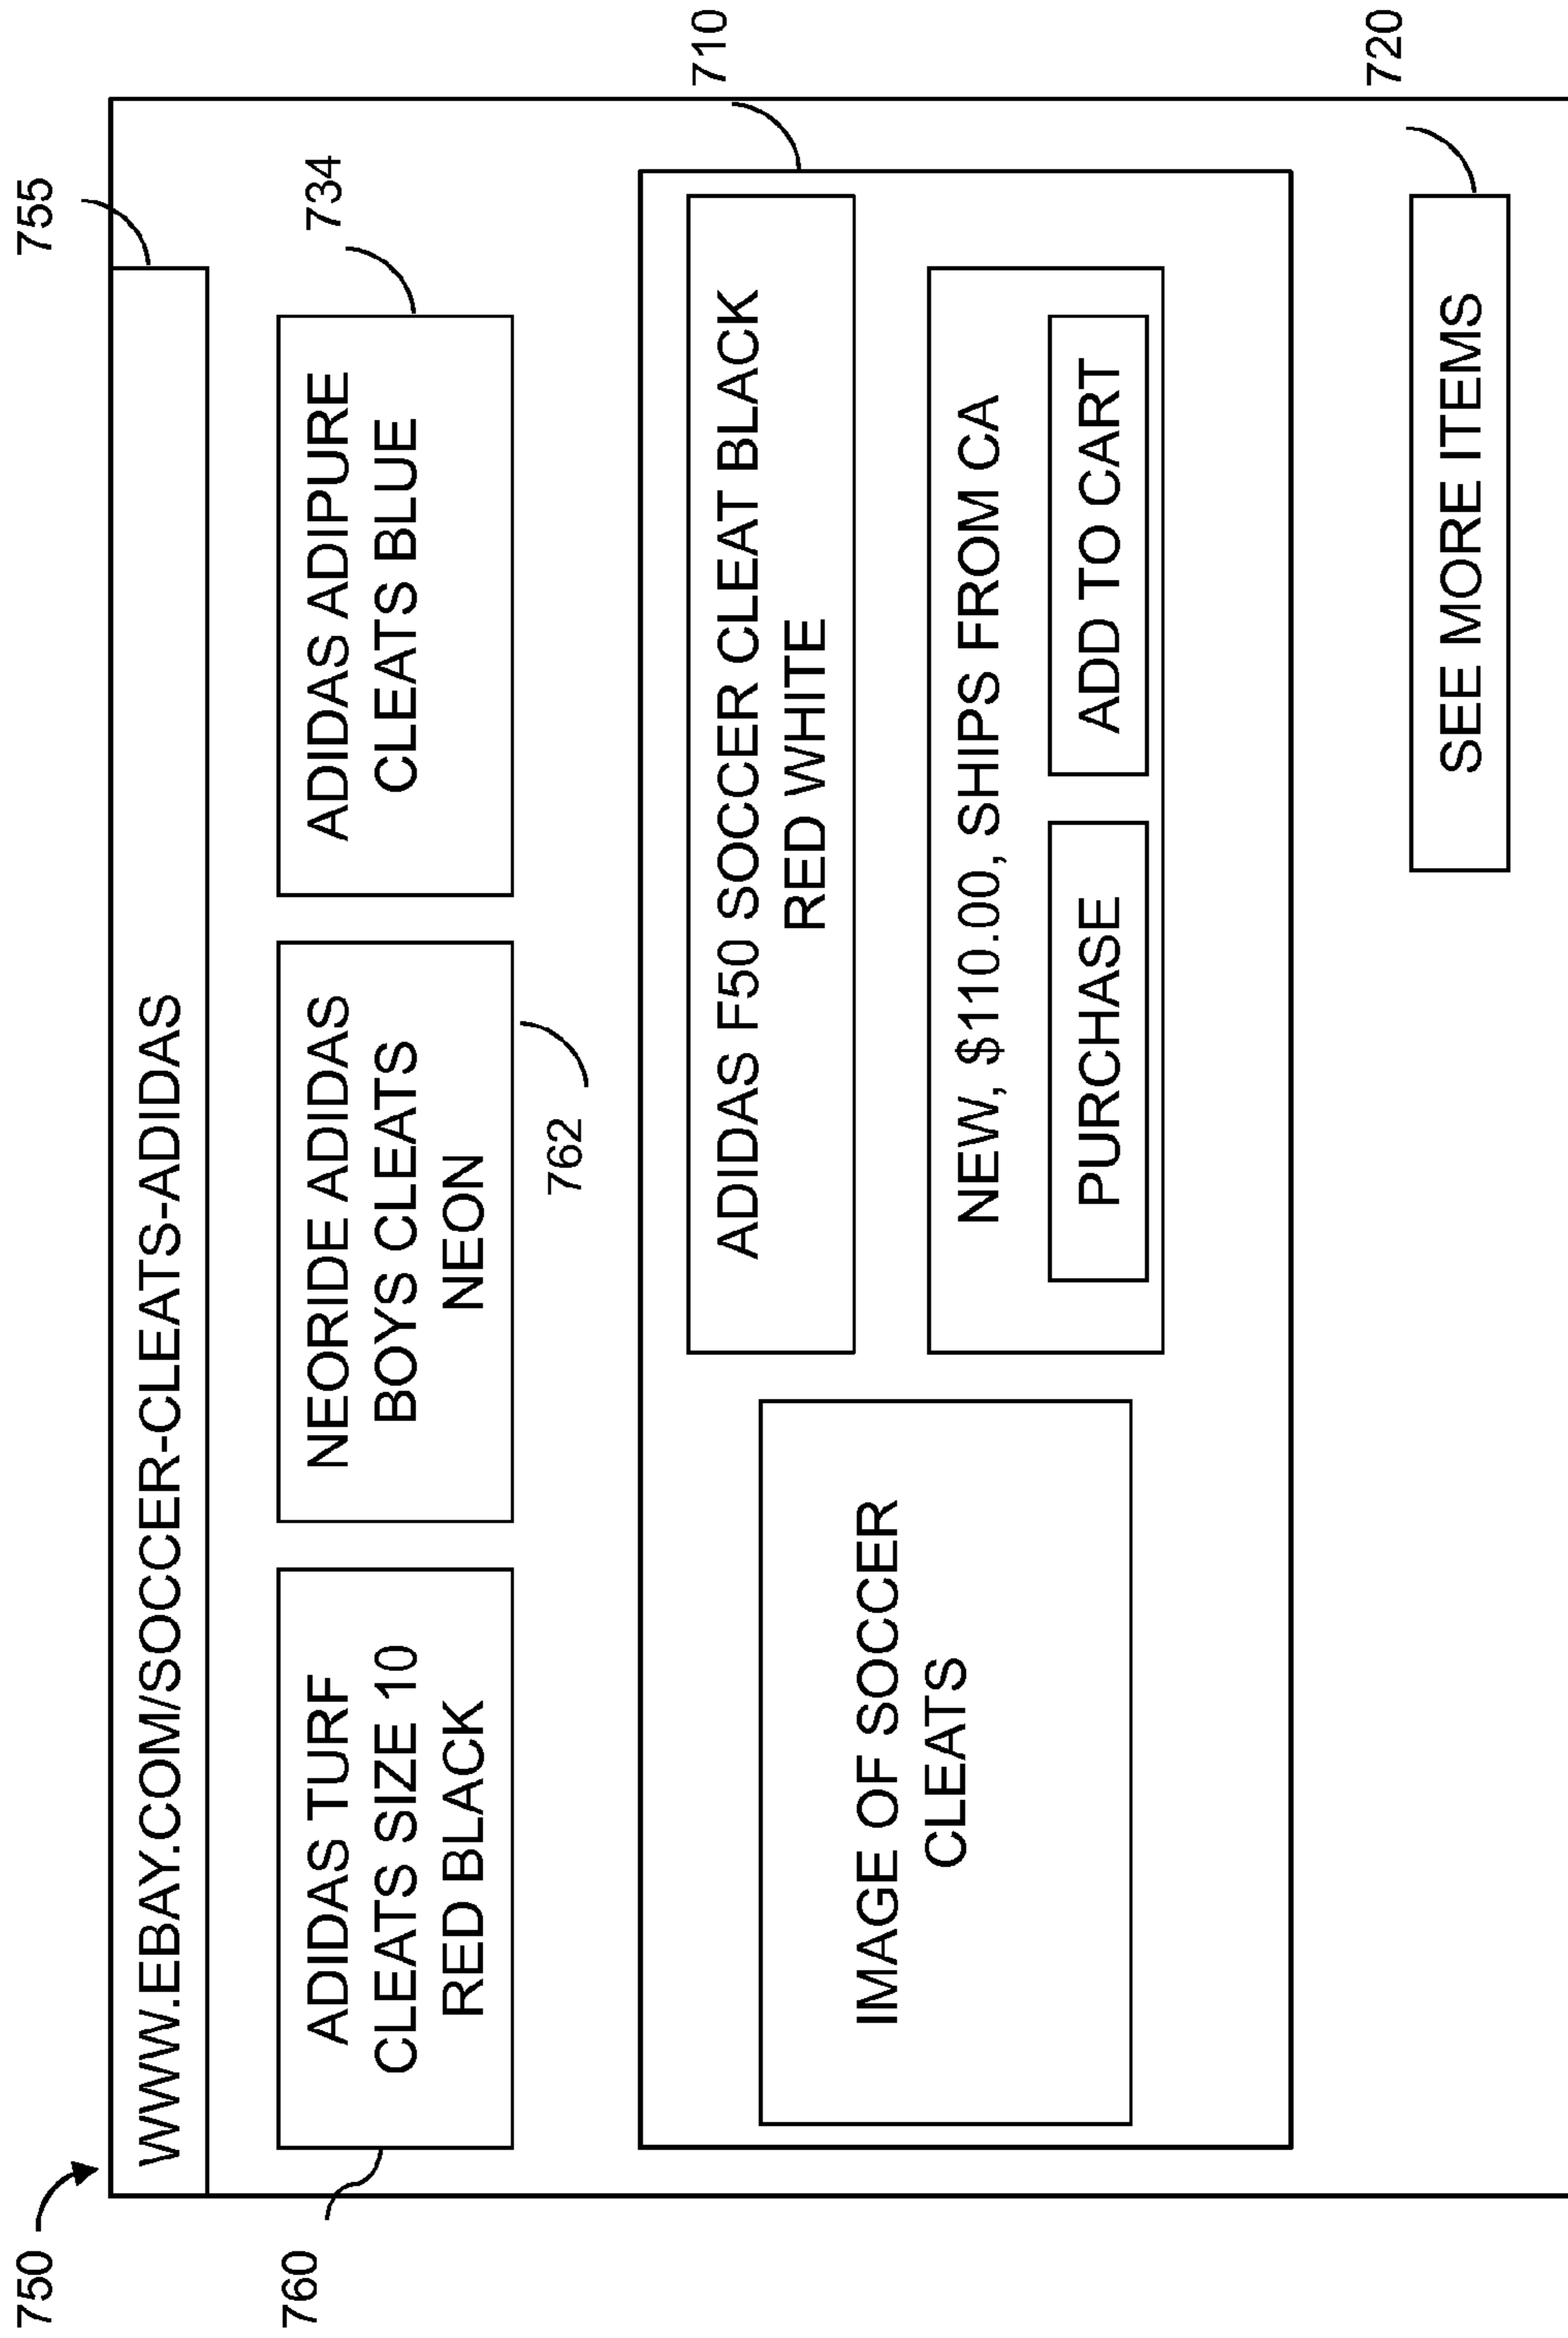 750
755
WWW.EBAY.COM/SOCCER-CLEATS-ADIDAS
760
ADIDAS TURF
CLEATS SIZE 10
RED BLACK
NEORIDE ADIDAS
BOYS CLEATS
NEON
762
ADIDAS ADIPURE
CLEATS BLUE
734
710
IMAGE OF SOCCER
CLEATS
ADIDAS F50 SOCCER CLEAT BLACK
RED WHITE
NEW, $110.00, SHIPS FROM CA
PURCHASE
ADD TO CART
SEE MORE ITEMS
720